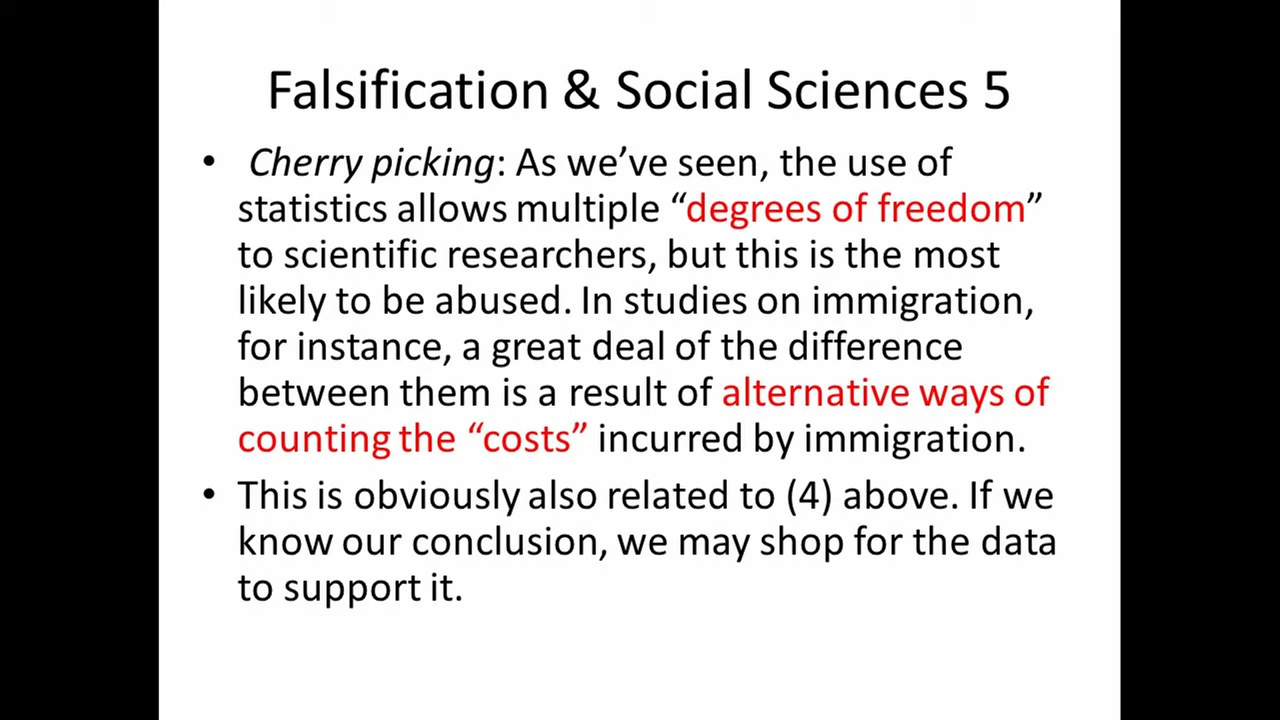 Falsification & Social Sciences 5
• Cherry picking: As we’ve seen, the use of
statistics allows multiple “degrees of freedom”
to scientific researchers, but this is the most
likely to be abused. In studies on immigration,
for instance, a great deal of the difference
between them is a result of alternative ways of
counting the “costs” incurred by immigration.
• This is obviously also related to (4) above. If we
know our conclusion, we may shop for the data
to support it.